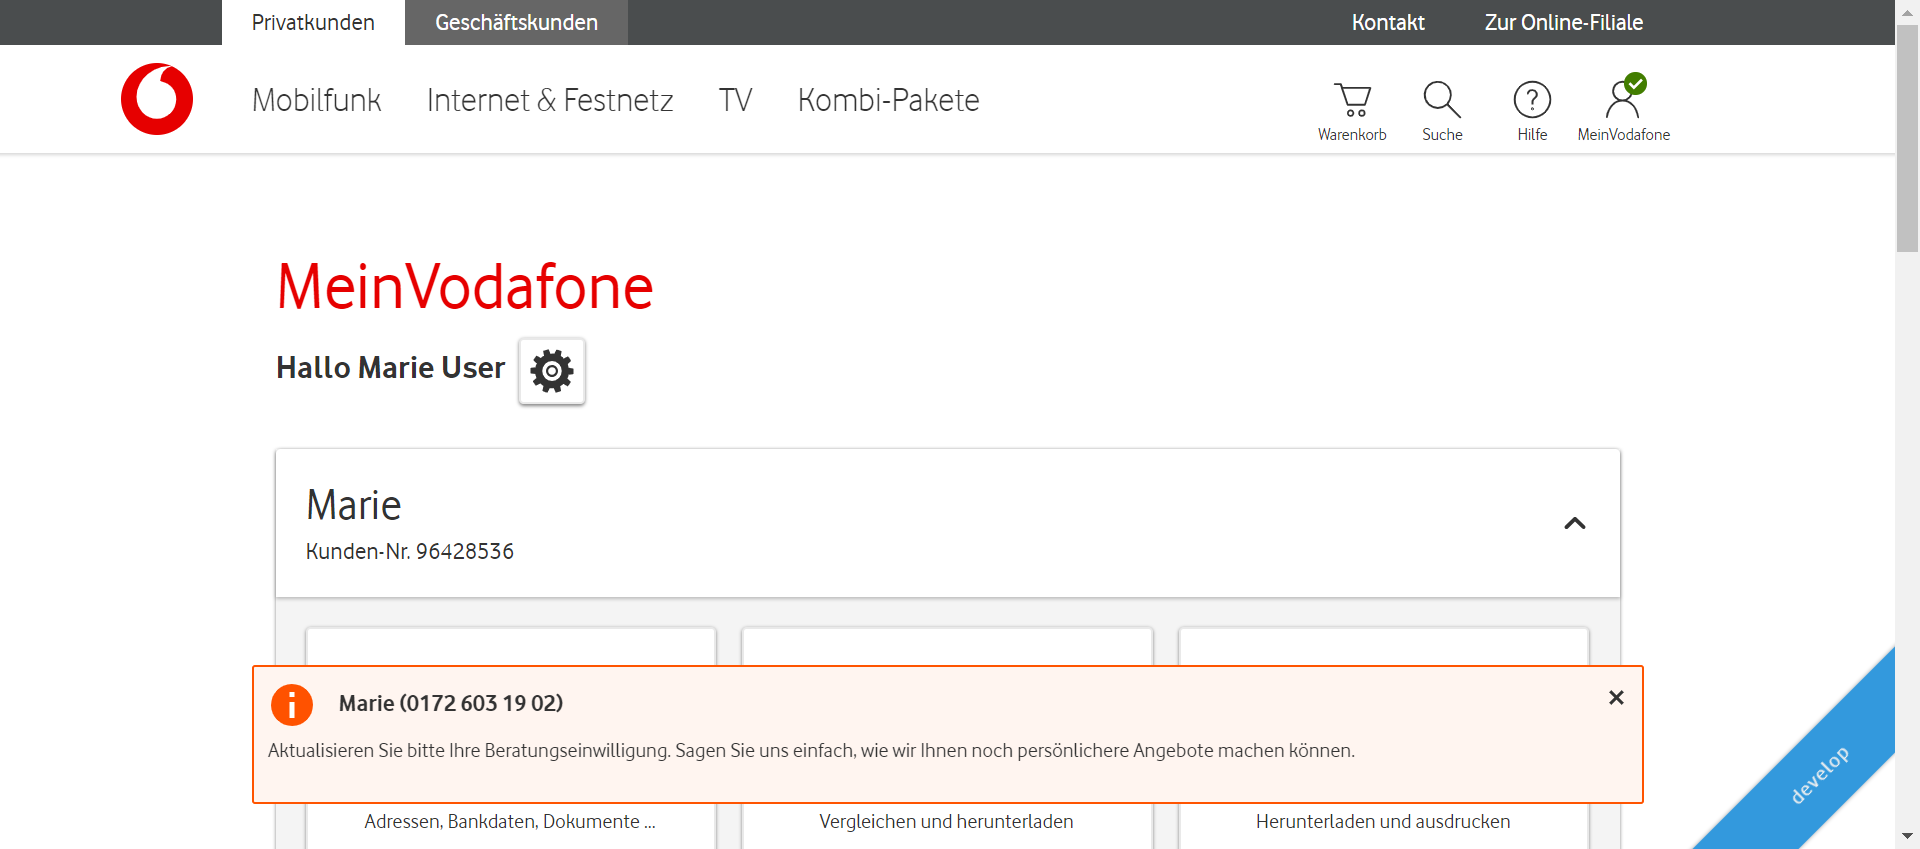 Privatkunden
Geschäftskunden
Kontakt
Zur Online-Filiale
Mobilfunk
Internet & Festnetz
TV
Kombi-Pakete
Warenkorb
Suche
Hilfe
MeinVodafone
MeinVodafone
Hallo Marie User
Marie
Kunden-Nr. 96428536
Marie (0172 603 19 02)
Aktualisieren Sie bitte Ihre Beratungseinwilligung. Sagen Sie uns einfach, wie wir Ihnen noch persönlichere Angebote machen können.
Adressen, Bankdaten, Dokumente ...
Vergleichen und herunterladen
Herunterladen und ausdrucken
develop